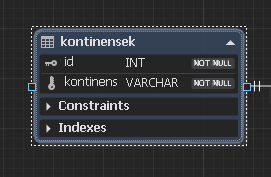 kontinensek
id INT NOT NULL
kontinens VARCHAR NOT NULL
Constraints
Indexes